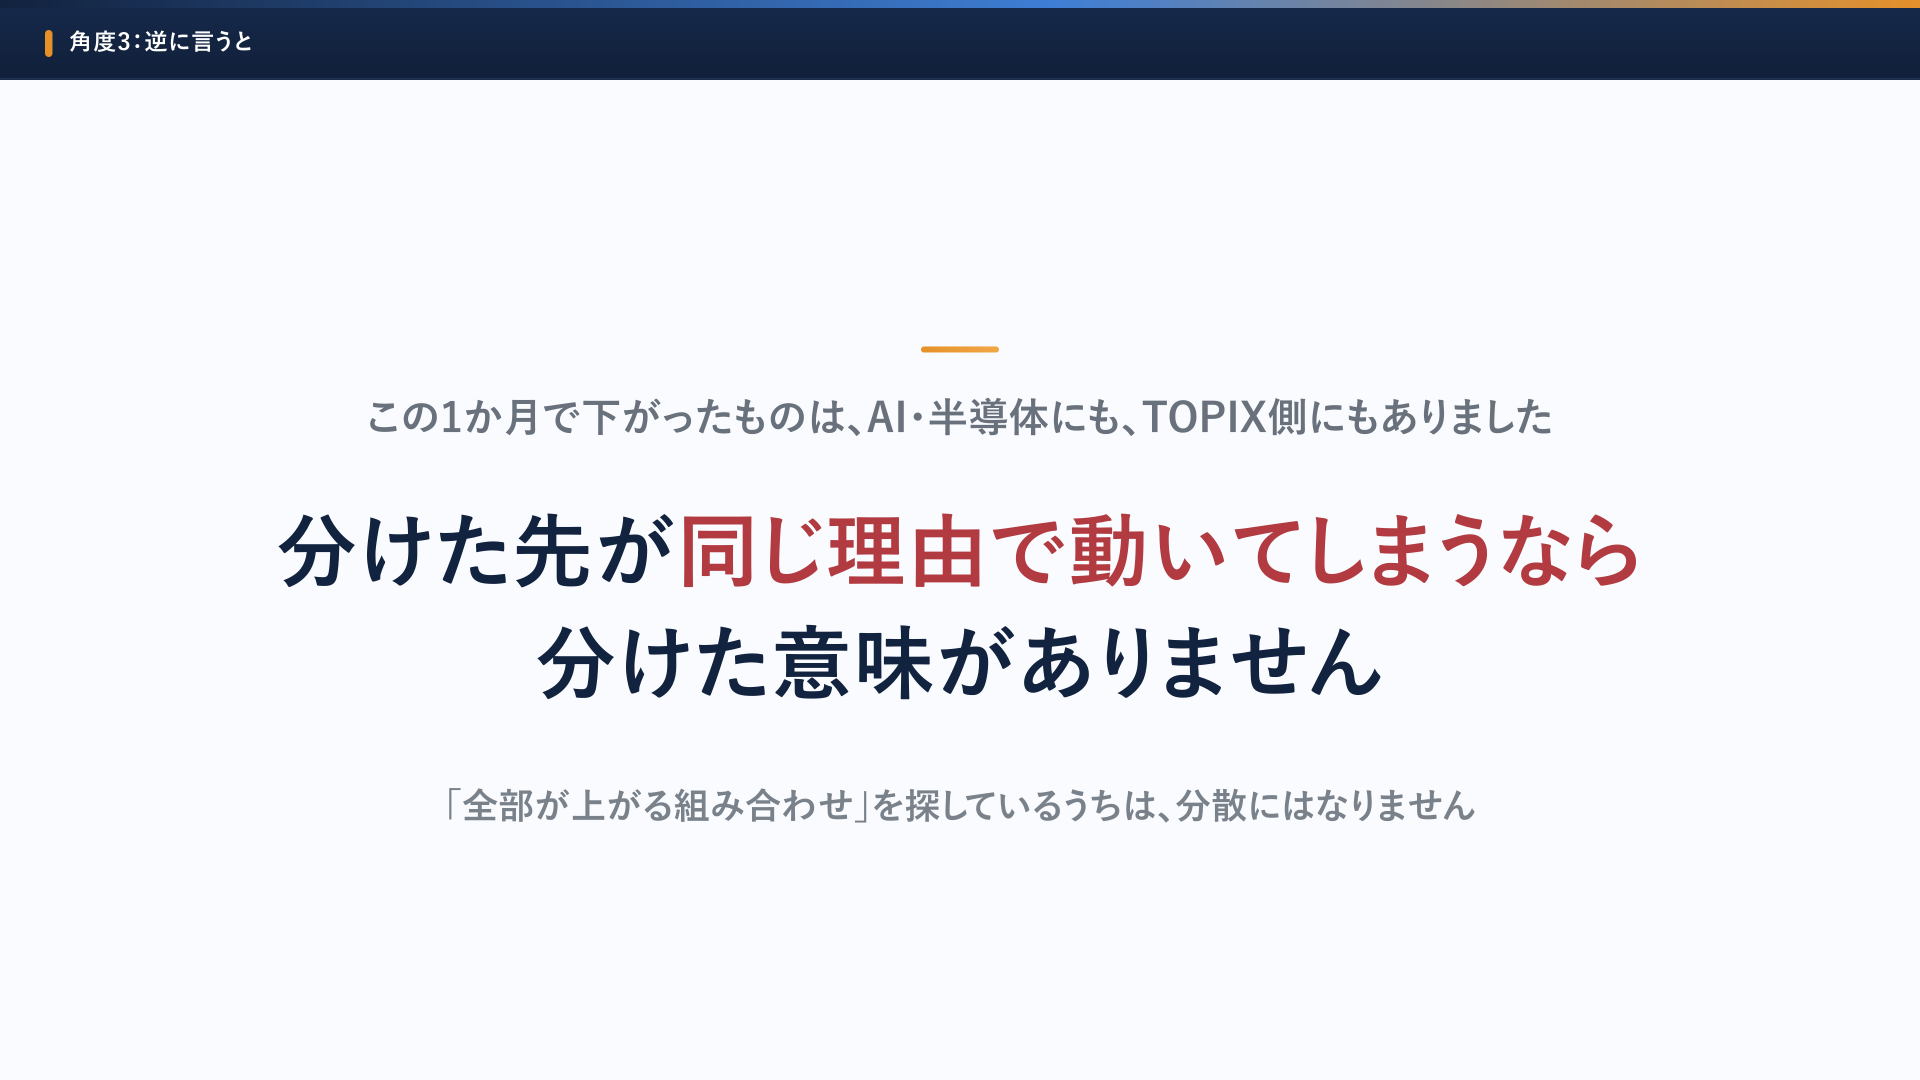 角度3：逆に言うと
この1か月で下がったものは、AI・半導体にも、TOPIX側にもありました
分けた先が同じ理由で動いてしまうなら
分けた意味がありません
「全部が上がる組み合わせ」を探しているうちは、分散にはなりません